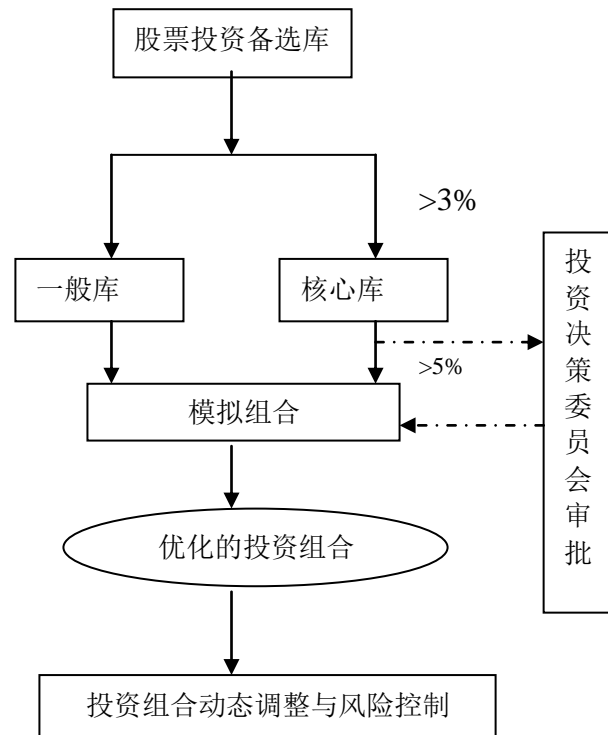 股票投资备选库
>3%
一般库
核心库
投资决策委员会审批
>5%
模拟组合
优化的投资组合
投资组合动态调整与风险控制